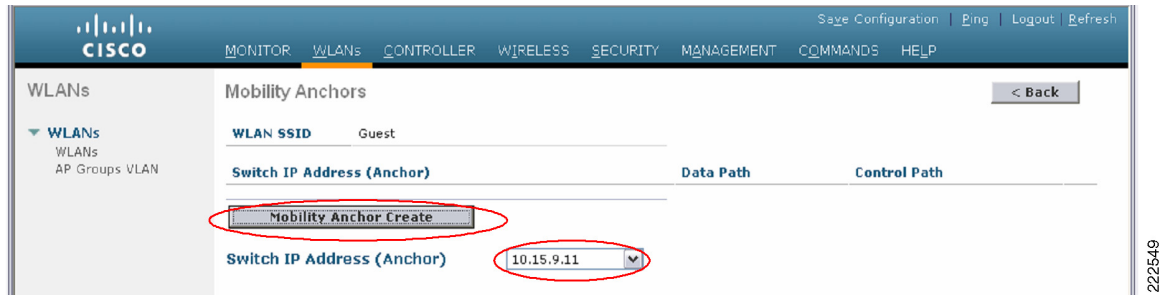 Save Configuration | Ping | Logout | Refresh
CISCO
MONITOR WLANs CONTROLLER WIRELESS SECURITY MANAGEMENT COMMANDS HELP
WLANs
Mobility Anchors
< Back
WLANs
WLANs
AP Groups VLAN
WLAN SSID Guest
Switch IP Address (Anchor) Data Path Control Path
Mobility Anchor Create
Switch IP Address (Anchor) 10.15.9.11
222549